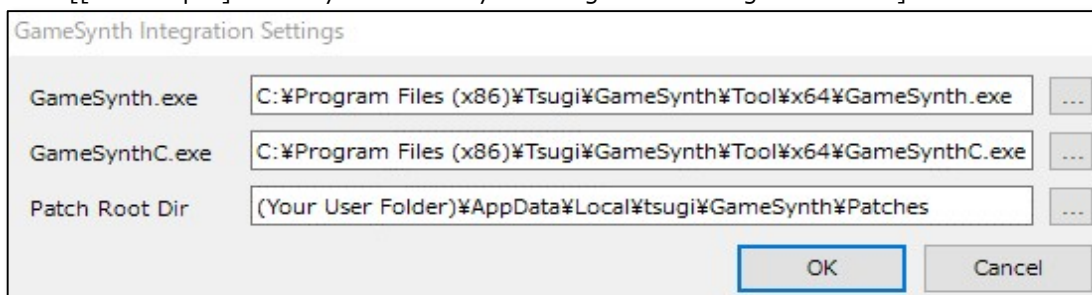 GameSynth Integration Settings
GameSynth.exe C:¥Program Files (x86)¥Tsugi¥GameSynth¥Tool¥x64¥GameSynth.exe ...
GameSynthC.exe C:¥Program Files (x86)¥Tsugi¥GameSynth¥Tool¥x64¥GameSynthC.exe ...
Patch Root Dir (Your User Folder)¥AppData¥Local¥tsugi¥GameSynth¥Patches ...
OK Cancel